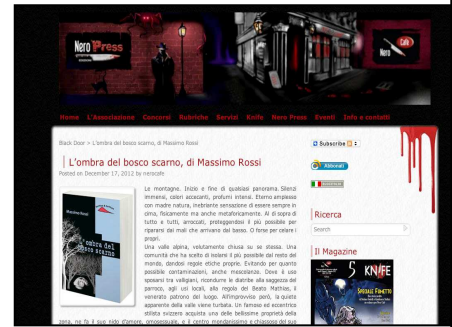 Nero Press
Nero
Cafè
Home L'Associazione Concorsi Rubriche Servizi Knife Nero Press Eventi Info e contatti
Black Door > L'ombra del bosco scarno, di Massimo Rossi
L'ombra del bosco scarno, di Massimo Rossi
Posted on December 17, 2012 by nerocafe
Massimo Rossi
L'ombra del
bosco scarno
Le montagne. Inizio e fine di qualsiasi panorama. Silenzi
immensi, colori accecanti, profumi intensi. Eterno amplesso
con madre natura, inebriante sensazione di essere sempre in
cima, fisicamente ma anche metaforicamente. Al di sopra di
tutto e tutti, arroccati, proteggendosi il più possibile per
ripararsi dai mali che arrivano dal basso. O forse per celare i
propri.
Una valle alpina, volutamente chiusa su se stessa. Una
comunità che ha scelto di isolarsi il più possibile dal resto del
mondo, dandosi regole etiche proprie. Evitando per quanto
possibile contaminazioni, anche mescolanze. Dove è uso
sposarsi tra valligiani, ricondurre le diatribe alla saggezza del
parroco, agli usi locali, alle regole del Beato Mathias, il
venerato patrono del luogo. All'improvviso però, la quiete
apparente della valle viene turbata. Un famoso ed eccentrico
stilista svizzero acquista una delle bellissime proprietà della
zona, ne fa il suo nido d'amore, omosessuale, e il centro mondanissimo e chiassoso del suo
Subscribe
Abbonati
Ricerca
Search
Il Magazine
5 KNIFE
Speciale Fumetto